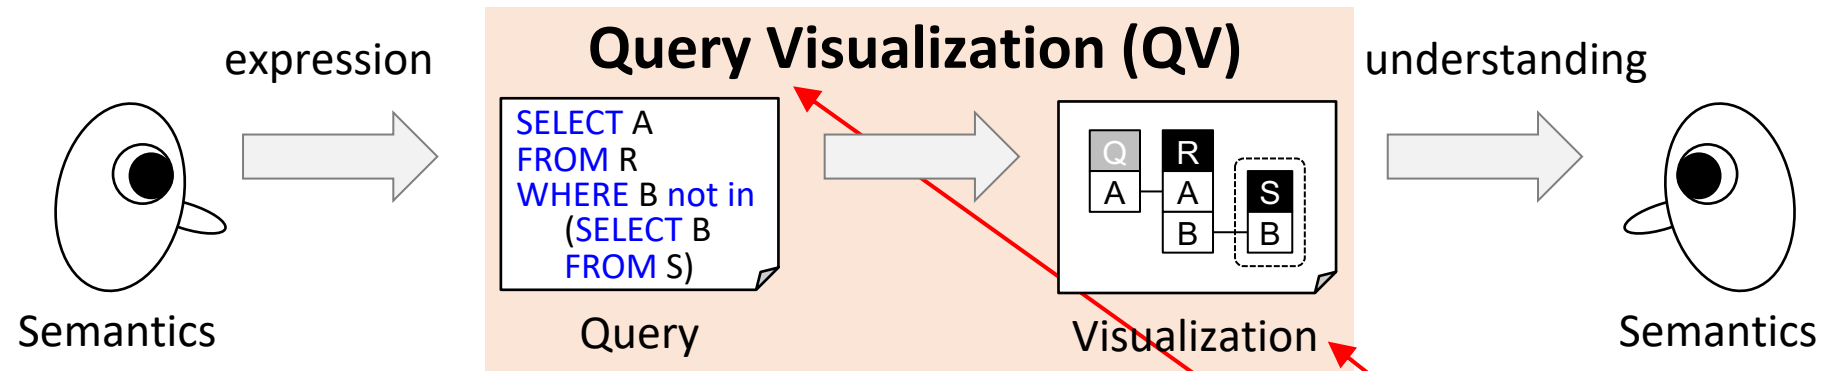 Query Visualization (QV)
expression
understanding
SELECT A
FROM R
WHERE B not in
(SELECT B
FROM S)
Q
A
R
A
B
S
B
Semantics
Query
Visualization
Semantics